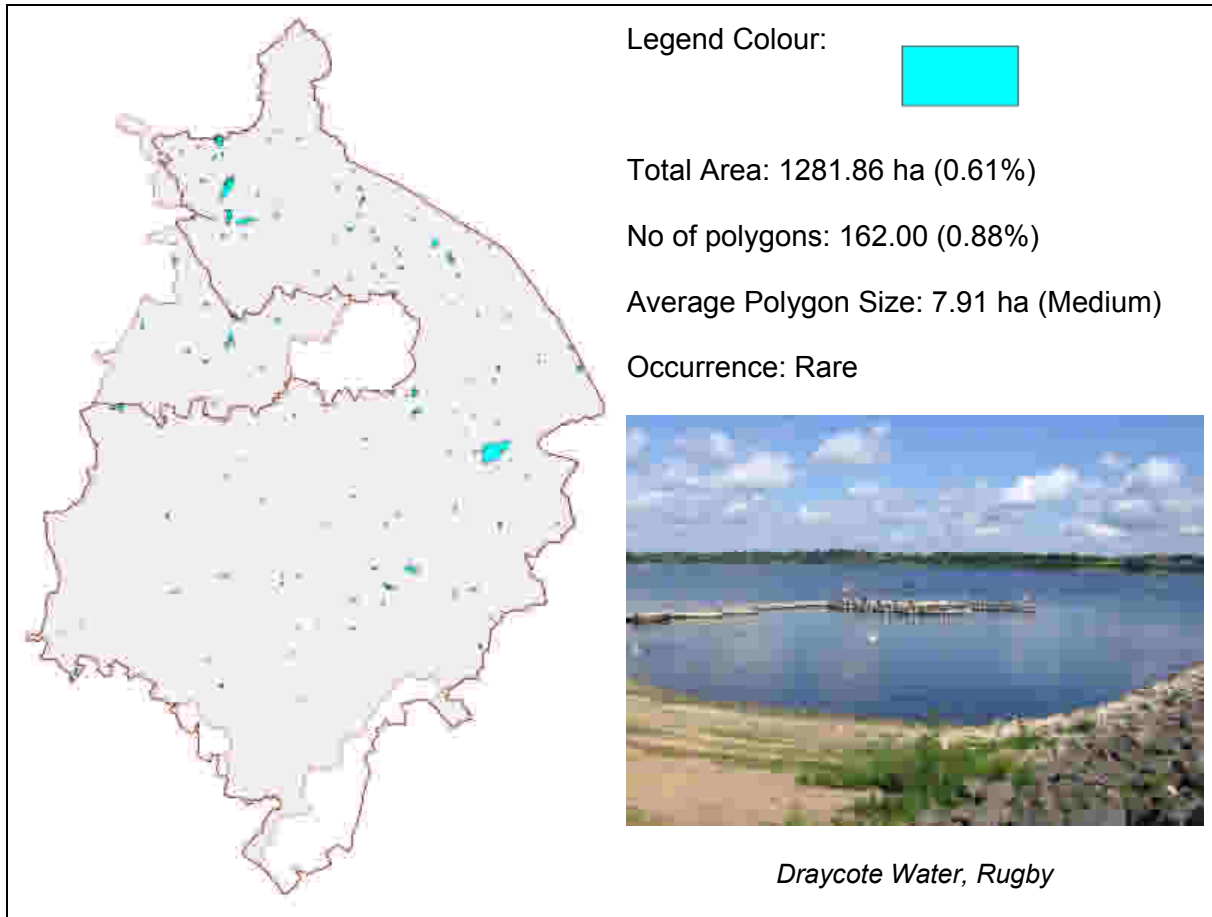 Legend Colour:
Total Area: 1281.86 ha (0.61%)
No of polygons: 162.00 (0.88%)
Average Polygon Size: 7.91 ha (Medium)
Occurrence: Rare
Draycote Water, Rugby